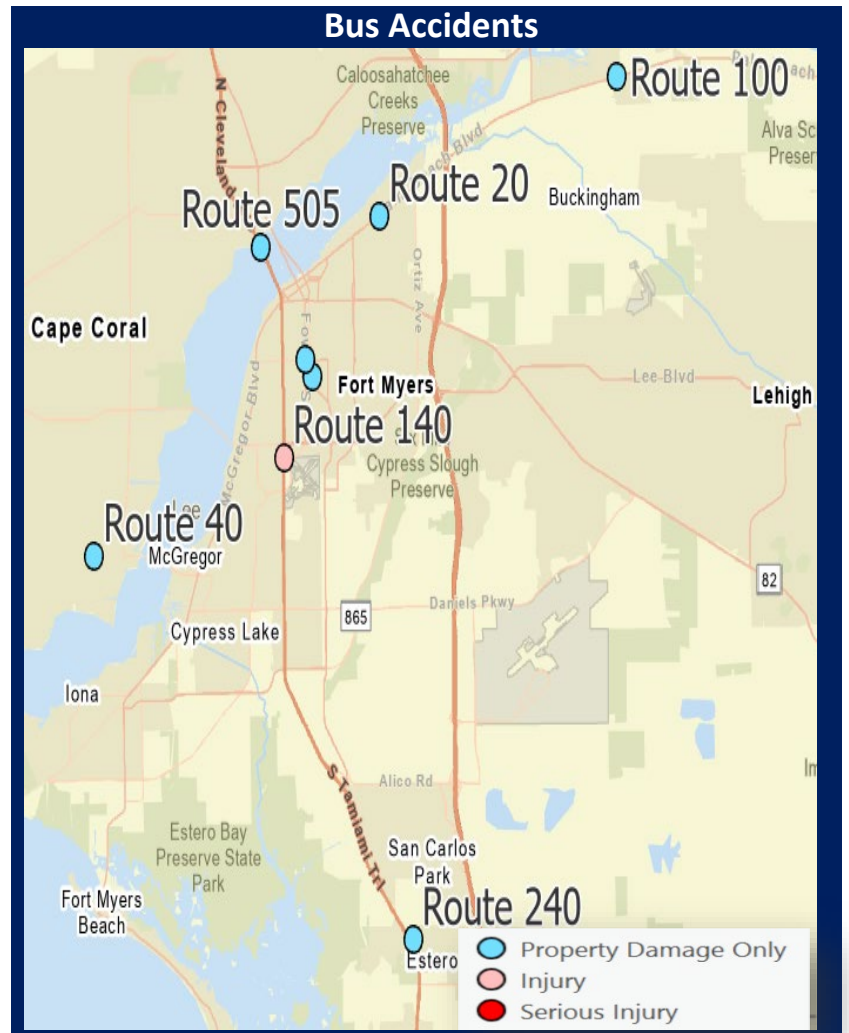 Bus Accidents
Caloosahatchee
Creeks
Preserve
Route 100
N Cleveland
Route 20
Buckingham
Route 505
Ortiz Ave
Cape Coral
Fort Myers
Lee Blvd
Lehigh
McGregor Blvd
Route 140
Cypress Slough
Preserve
Lee
Route 40
McGregor
82
Daniels Pkwy
865
Cypress Lake
Iona
Alico Rd
S Tamiami Trl
Estero Bay
Preserve State
Park
San Carlos
Park
Fort Myers
Beach
Route 240
Estero
Property Damage Only
Injury
Serious Injury